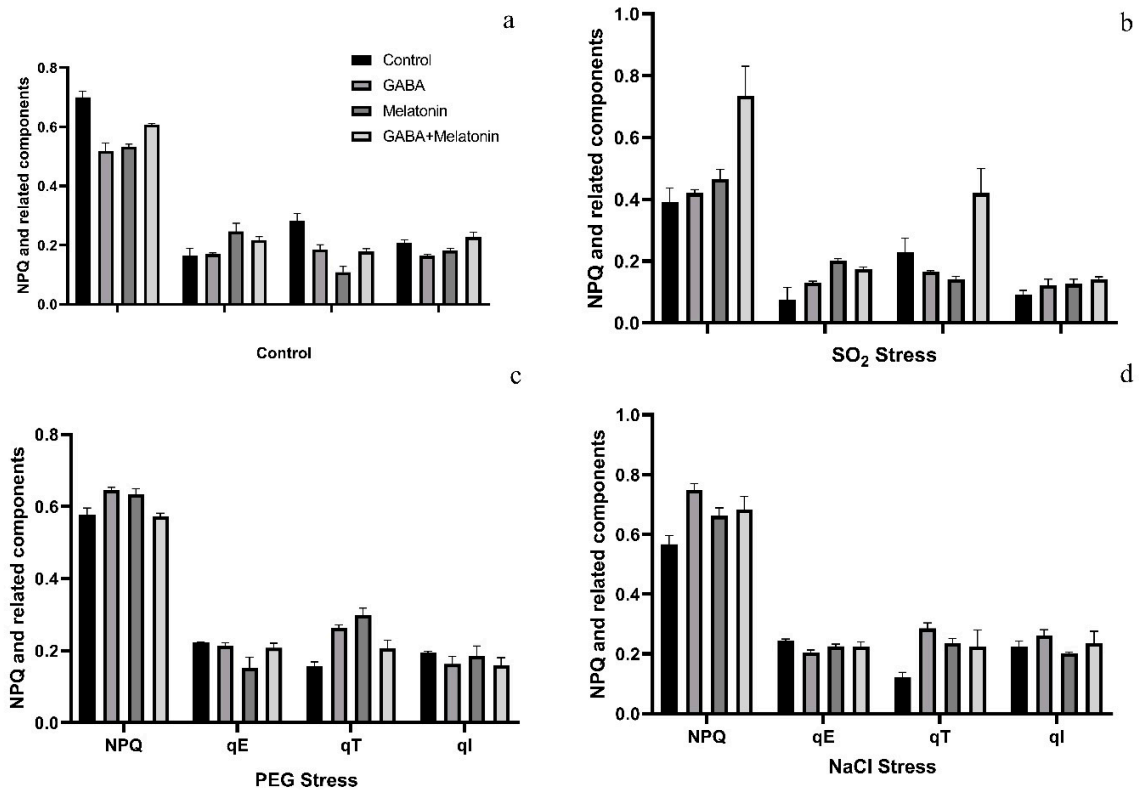 a
NPQ and related components
0.8
0.6
0.4
0.2
0.0
Control
GABA
Melatonin
GABA+Melatonin
Control
b
NPQ and related components
1.0
0.8
0.6
0.4
0.2
0.0
SO2 Stress
c
NPQ and related components
0.8
0.6
0.4
0.2
0.0
NPQ qE qT qI
PEG Stress
d
NPQ and related components
1.0
0.8
0.6
0.4
0.2
0.0
NPQ qE qT qI
NaCl Stress